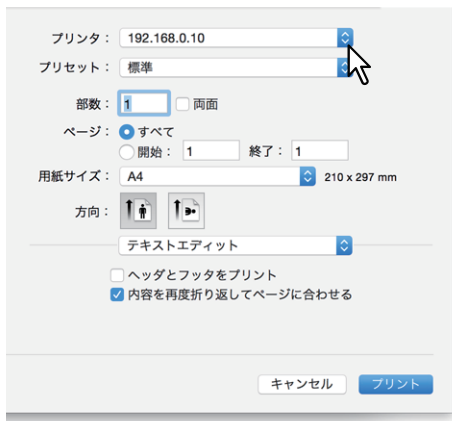 プリンタ： 192.168.0.10
プリセット： 標準
部数： 1 両面
ページ： すべて
開始： 1 終了： 1
用紙サイズ： A4 210 x 297 mm
方向：
テキストエディット
ヘッダとフッタをプリント
内容を再度折り返してページに合わせる
キャンセル プリント